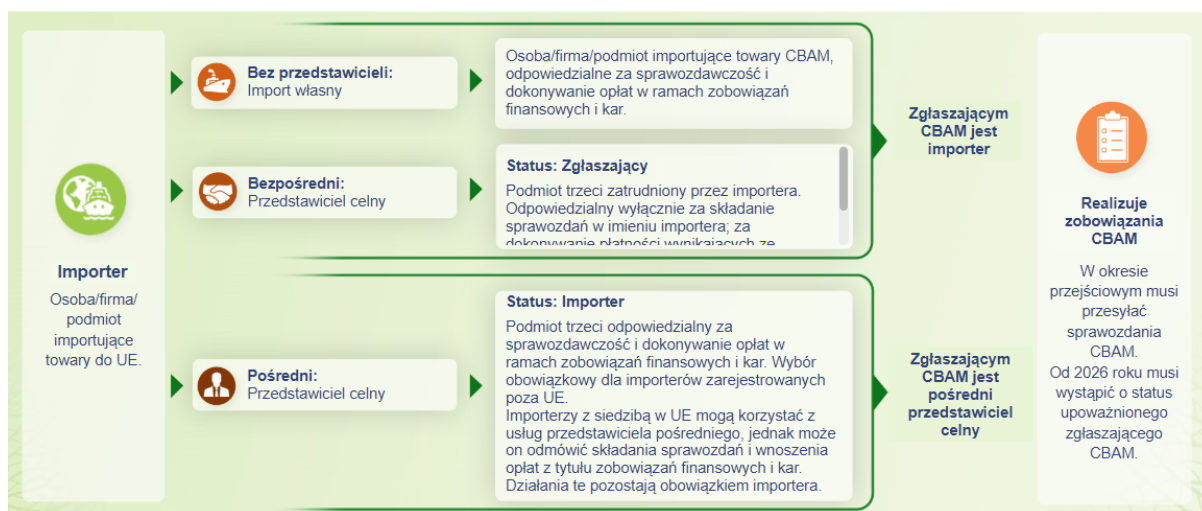 Importer
Osoba/firma/
podmiot
importujące
towary do UE.
Bez przedstawicieli:
Import własny
Osoba/firma/podmiot importujące towary CBAM,
odpowiedzialne za sprawozdawczość i
dokonywanie opłat w ramach zobowiązań
finansowych i kar.
Bezpośredni:
Przedstawiciel celny
Status: Zgłaszający
Podmiot trzeci zatrudniony przez importera.
Odpowiedzialny wyłącznie za składanie
sprawozdań w imieniu importera; za
dokonywanie płatności wynikających ze
Zgłaszającym
CBAM jest
importer
Pośredni:
Przedstawiciel celny
Status: Importer
Podmiot trzeci odpowiedzialny za
sprawozdawczość i dokonywanie opłat w
ramach zobowiązań finansowych i kar. Wybór
obowiązkowy dla importerów zarejestrowanych
poza UE.
Importerzy z siedzibą w UE mogą korzystać z
usług przedstawiciela pośredniego, jednak może
on odmówić składania sprawozdań i wnoszenia
opłat z tytułu zobowiązań finansowych i kar.
Działania te pozostają obowiązkiem importera.
Zgłaszającym
CBAM jest
pośredni
przedstawiciel
celny
Realizuje
zobowiązania
CBAM
W okresie
przejściowym musi
przesyłać
sprawozdania
CBAM.
Od 2026 roku musi
wystąpić o status
upoważnionego
zgłaszającego
CBAM.